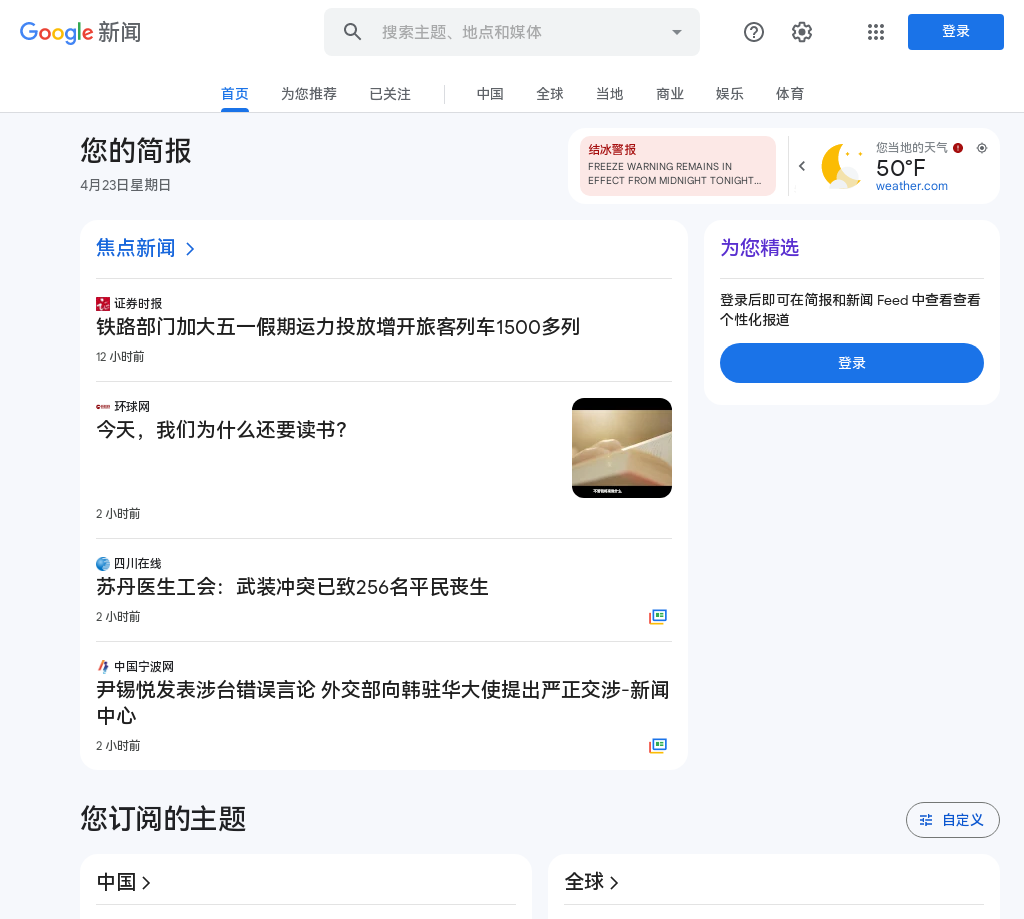 Google 新闻
搜索主题、地点和媒体
登录
首页
为您推荐
已关注
中国
全球
当地
商业
娱乐
体育
您的简报
4月23日星期日
结冰警报
FREEZE WARNING REMAINS IN
EFFECT FROM MIDNIGHT TONIGHT...
您当地的天气
50°F
weather.com
焦点新闻
证券时报
铁路部门加大五一假期运力投放增开旅客列车1500多列
12 小时前
环球网
今天，我们为什么还要读书?
2 小时前
四川在线
苏丹医生工会：武装冲突已致256名平民丧生
2 小时前
中国宁波网
尹锡悦发表涉台错误言论 外交部向韩驻华大使提出严正交涉-新闻
中心
2 小时前
为您精选
登录后即可在简报和新闻 Feed 中查看查看
个性化报道
登录
您订阅的主题
自定义
中国
全球